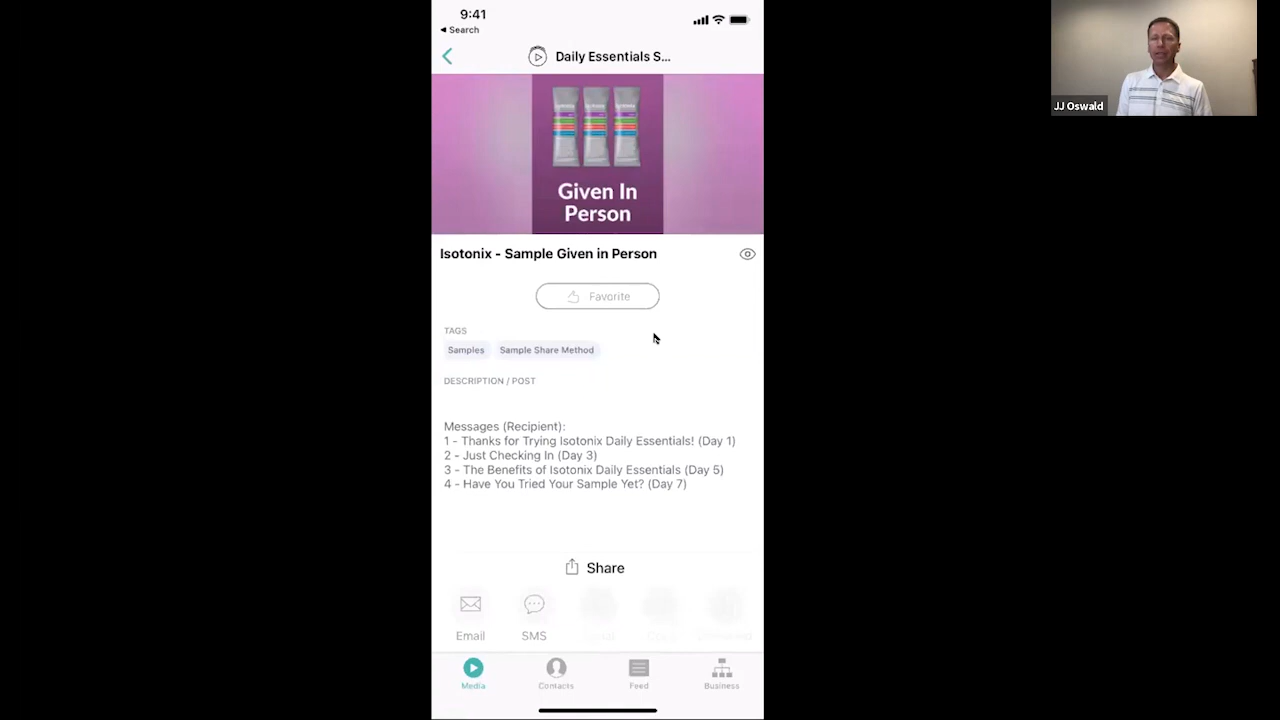 9:41
Search
Daily Essentials S...
Given In
Person
Isotonix - Sample Given in Person
Favorite
TAGS
Samples
Sample Share Method
DESCRIPTION / POST
Messages (Recipient):
1 - Thanks for Trying Isotonix Daily Essentials! (Day 1)
2 - Just Checking In (Day 3)
3 - The Benefits of Isotonix Daily Essentials (Day 5)
4 - Have You Tried Your Sample Yet? (Day 7)
Share
Email
SMS
Media
Contacts
Feed
Business
JJ Oswald